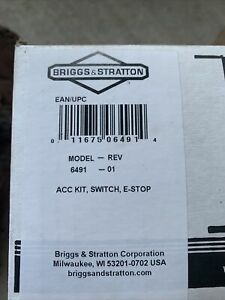 BRIGGS & STRATTON
EAN/UPC
0 11675 06491 4
MODEL – REV
6491 – 01
ACC KIT, SWITCH, E-STOP
Briggs & Stratton Corporation
Milwaukee, WI 53201-0702 USA
briggsandstratton.com